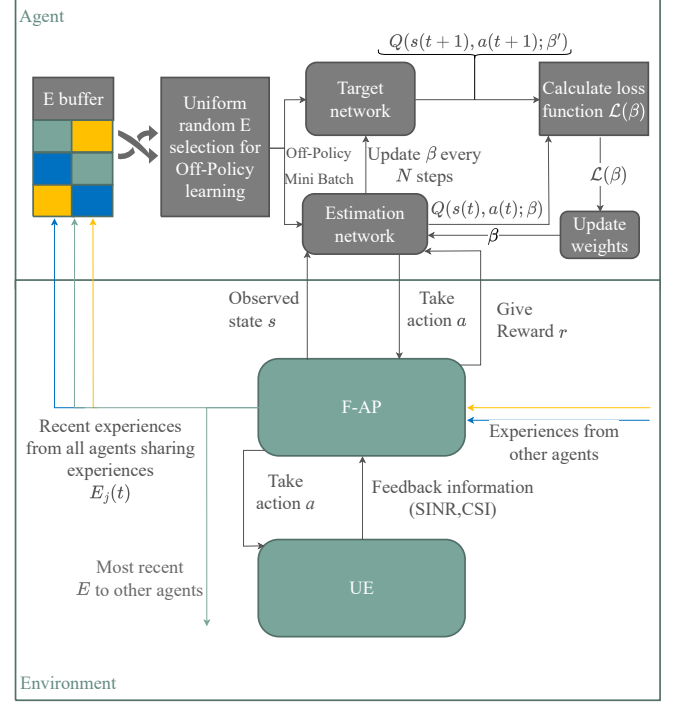 Agent
Q(s(t+1), a(t+1); β′)
E buffer
Uniform
random E
selection for
Off-Policy
learning
Target
network
Calculate loss
function ℒ(β)
Off-Policy
Mini Batch
Update β every
N steps
ℒ(β)
Estimation
network
Q(s(t), a(t); β)
β
Update
weights
Observed
state s
Take
action a
Give
Reward r
F-AP
Recent experiences
from all agents sharing
experiences
E_j(t)
Experiences from
other agents
Take
action a
Feedback information
(SINR,CSI)
Most recent
E to other agents
UE
Environment